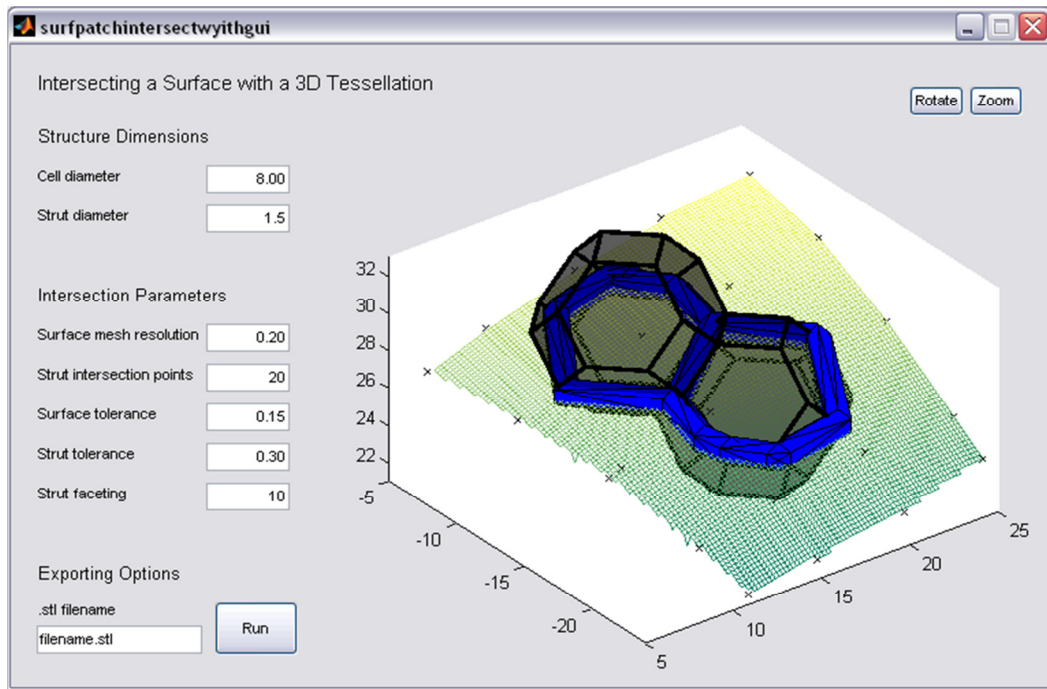 surfpatchintersectwyithgui
Intersecting a Surface with a 3D Tessellation
Rotate Zoom
Structure Dimensions
Cell diameter 8.00
Strut diameter 1.5
Intersection Parameters
Surface mesh resolution 0.20
Strut intersection points 20
Surface tolerance 0.15
Strut tolerance 0.30
Strut faceting 10
Exporting Options
.stl filename
filename.stl
Run
32
30
28
26
24
22
-5
-10
-15
-20
5
10
15
20
25